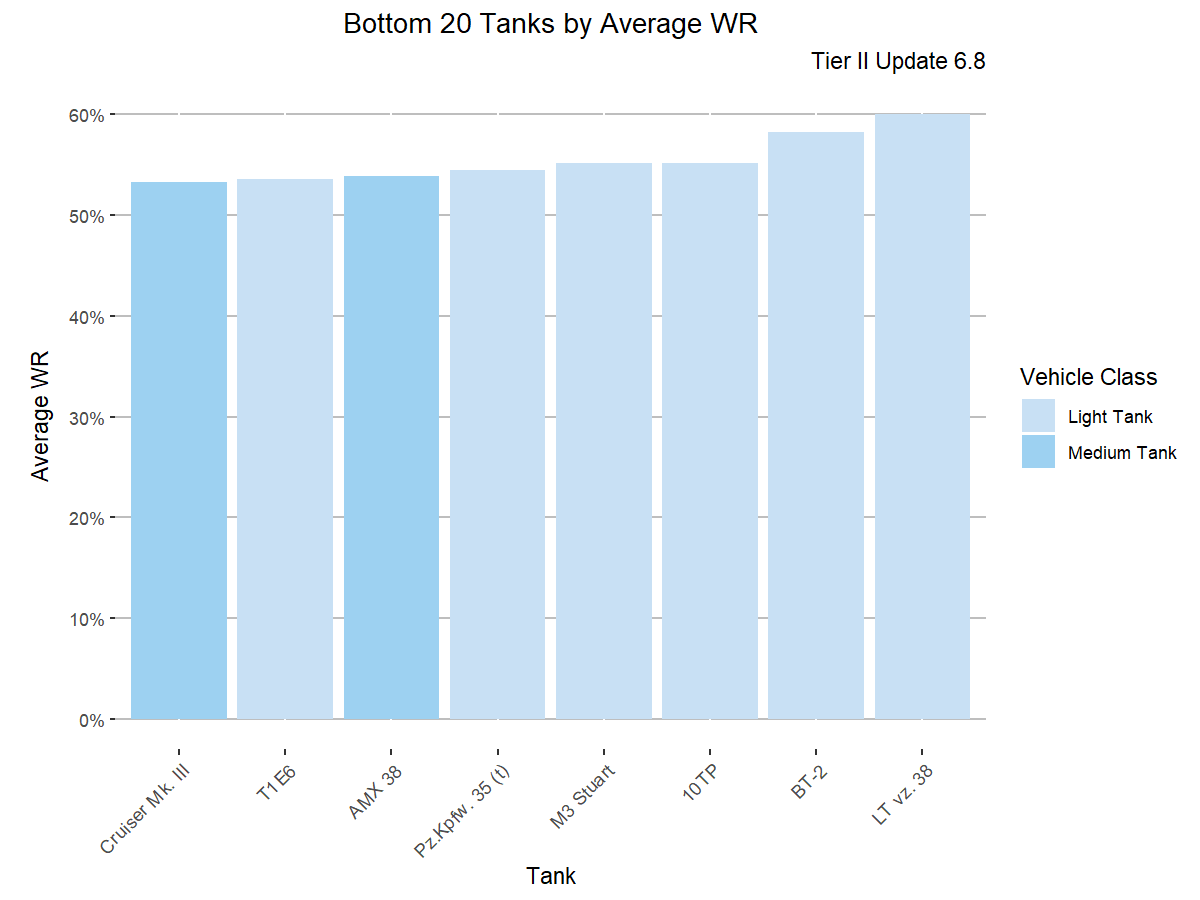 Bottom 20 Tanks by Average WR
Tier II Update 6.8
Average WR
60%
50%
40%
30%
20%
10%
0%
Cruiser Mk. III
T1E6
AMX 38
Pz.Kpfw. 35 (t)
M3 Stuart
10TP
BT-2
LT vz. 38
Tank
Vehicle Class
Light Tank
Medium Tank